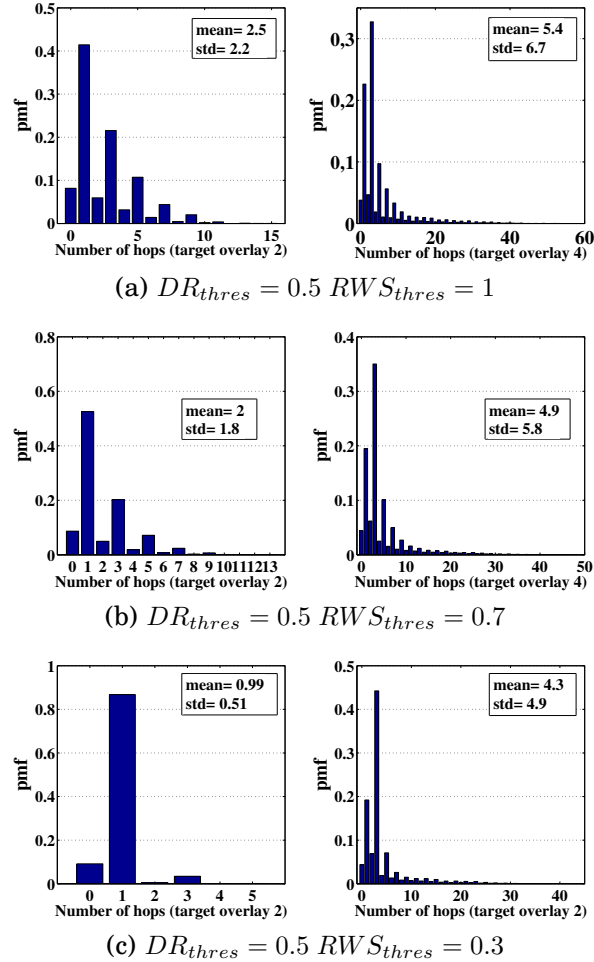 0.5
0.4
0.3
0.2
0.1
0
pmf
mean= 2.5
std= 2.2
0 5 10 15
Number of hops (target overlay 2)
0,3
0,2
0,1
0
pmf
mean= 5.4
std= 6.7
0 20 40 60
Number of hops (target overlay 4)
(a) DR_thres = 0.5 RWS_thres = 1
0.8
0.6
0.4
0.2
0
pmf
mean= 2
std= 1.8
0 1 2 3 4 5 6 7 8 9 10 11 12 13
Number of hops (target overlay 2)
0.4
0.3
0.2
0.1
0
pmf
mean= 4.9
std= 5.8
0 10 20 30 40 50
Number of hops (target overlay 4)
(b) DR_thres = 0.5 RWS_thres = 0.7
1
0.8
0.6
0.4
0.2
0
pmf
mean= 0.99
std= 0.51
0 1 2 3 4 5
Number of hops (target overlay 2)
0.5
0.4
0.3
0.2
0.1
0
pmf
mean= 4.3
std= 4.9
0 10 20 30 40
Number of hops (target overlay 2)
(c) DR_thres = 0.5 RWS_thres = 0.3